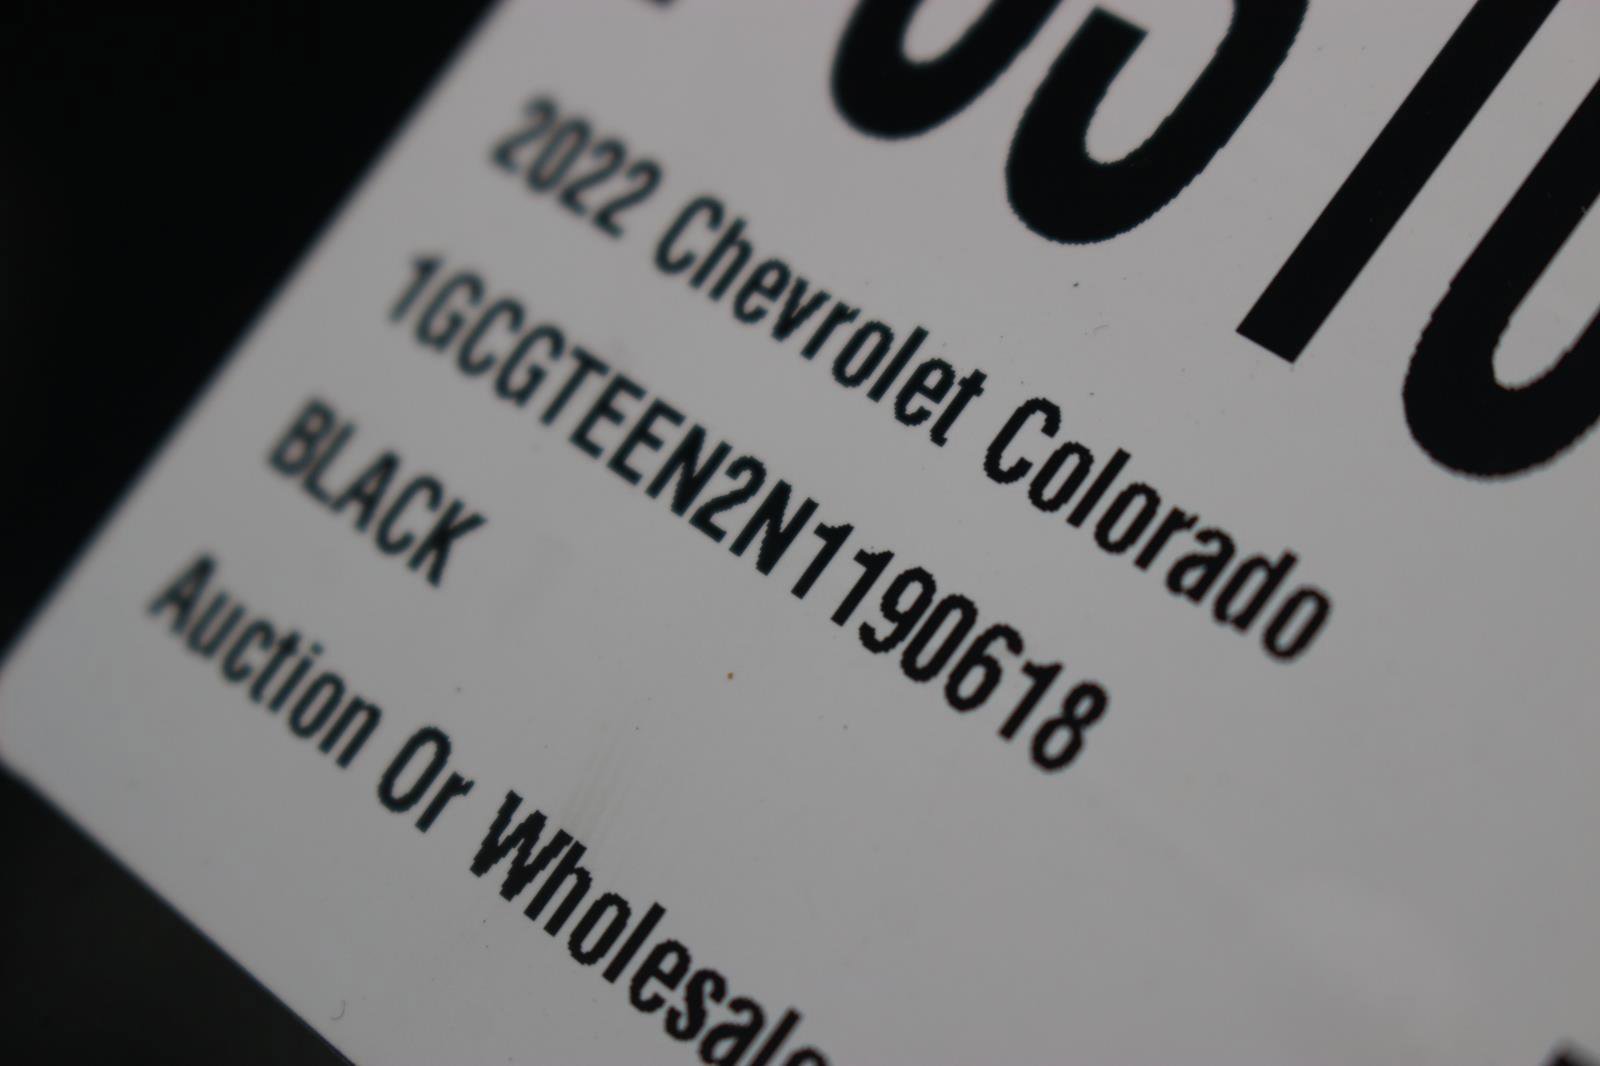 2022 Chevrolet Colorado
1GCGTEEN2N1190618
BLACK
Auction Or Wholesale